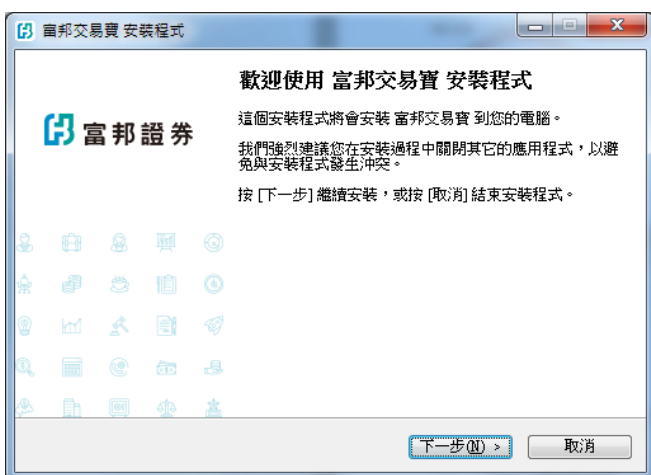 富邦交易寶 安裝程式
歡迎使用 富邦交易寶 安裝程式
富邦證券
這個安裝程式將會安裝 富邦交易寶 到您的電腦。
我們強烈建議您在安裝過程中關閉其它的應用程式，以避
免與安裝程式發生沖突。
按 [下一步] 繼續安裝，或按 [取消] 結束安裝程式。
下一步(N) >
取消